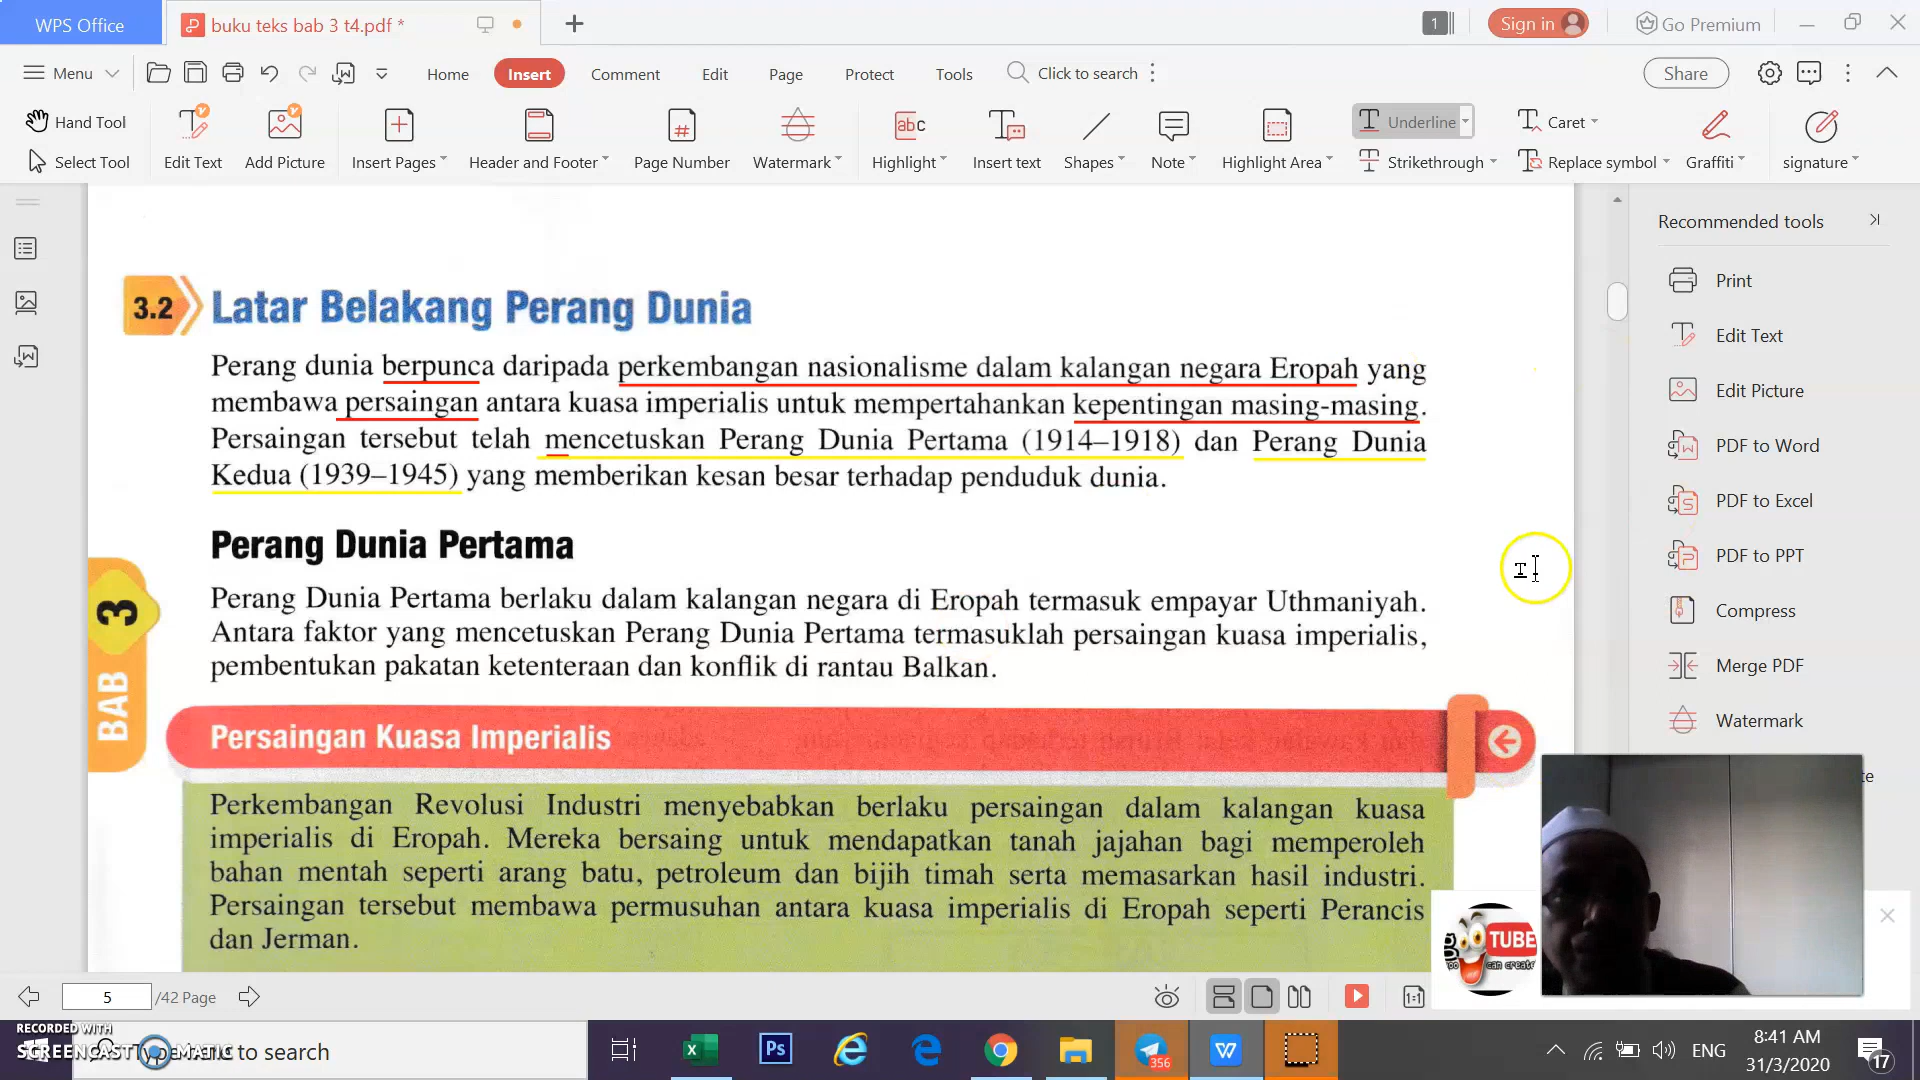 WPS Office
buku teks bab 3 t4.pdf *
1
Sign in
Go Premium
Menu
Home
Insert
Comment
Edit
Page
Protect
Tools
Click to search
Share
Hand Tool
Select Tool
Edit Text
Add Picture
Insert Pages
Header and Footer
Page Number
Watermark
Highlight
Insert text
Shapes
Note
Highlight Area
Underline
Strikethrough
Caret
Replace symbol
Graffiti
signature
3.2 Latar Belakang Perang Dunia
Perang dunia berpunca daripada perkembangan nasionalisme dalam kalangan negara Eropah yang
membawa persaingan antara kuasa imperialis untuk mempertahankan kepentingan masing-masing.
Persaingan tersebut telah mencetuskan Perang Dunia Pertama (1914–1918) dan Perang Dunia
Kedua (1939–1945) yang memberikan kesan besar terhadap penduduk dunia.
Perang Dunia Pertama
Perang Dunia Pertama berlaku dalam kalangan negara di Eropah termasuk empayar Uthmaniyah.
Antara faktor yang mencetuskan Perang Dunia Pertama termasuklah persaingan kuasa imperialis,
pembentukan pakatan ketenteraan dan konflik di rantau Balkan.
BAB 3
Persaingan Kuasa Imperialis
Perkembangan Revolusi Industri menyebabkan berlaku persaingan dalam kalangan kuasa
imperialis di Eropah. Mereka bersaing untuk mendapatkan tanah jajahan bagi memperoleh
bahan mentah seperti arang batu, petroleum dan bijih timah serta memasarkan hasil industri.
Persaingan tersebut membawa permusuhan antara kuasa imperialis di Eropah seperti Perancis
dan Jerman.
Recommended tools
Print
Edit Text
Edit Picture
PDF to Word
PDF to Excel
PDF to PPT
Compress
Merge PDF
Watermark
te
TUBE
can create
5
/42 Page
1:1
RECORDED WITH
SCREENCAST MATIC
Type here to search
Ps
356
W
ENG
8:41 AM
31/3/2020
17